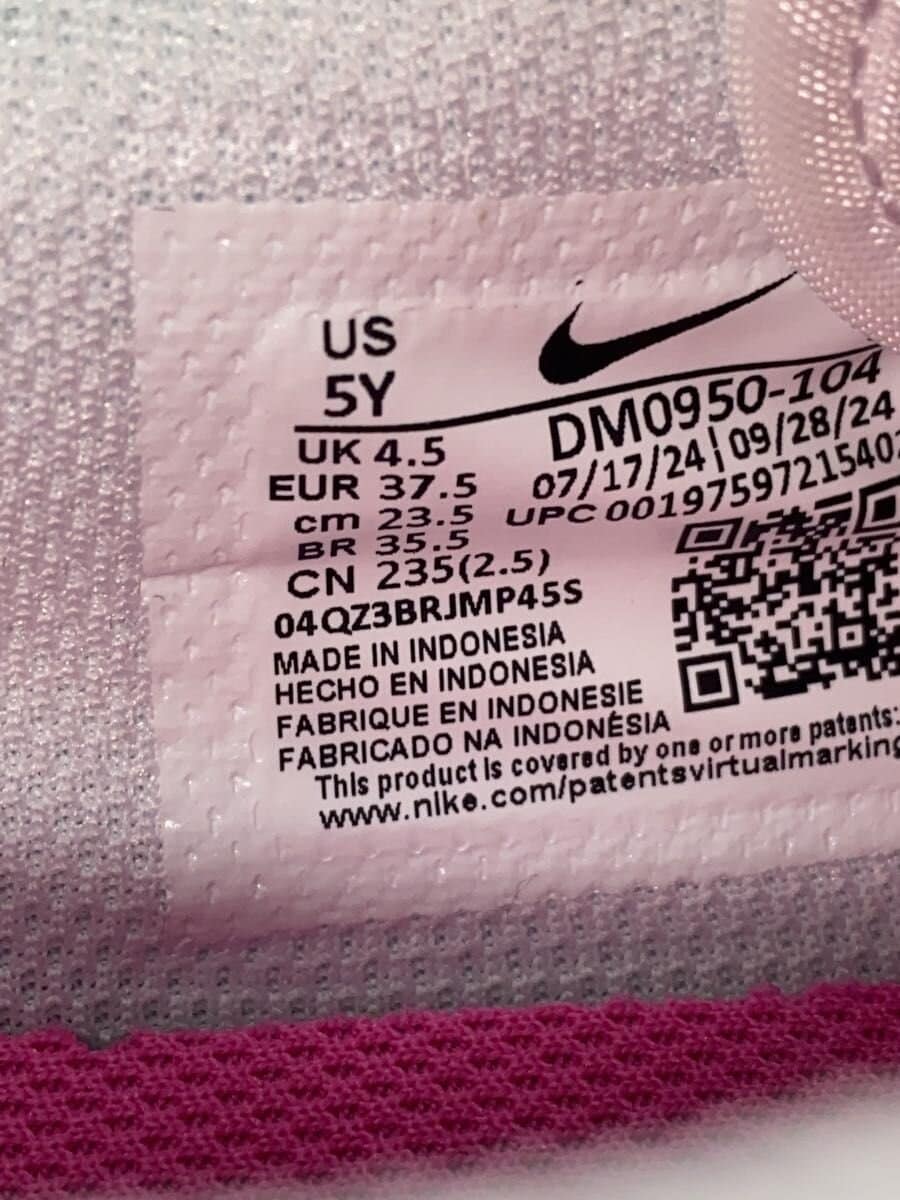 US
5Y
DM0950-104
UK 4.5
07/17/24 | 09/28/24
EUR 37.5
UPC 00197597215402
cm 23.5
BR 35.5
CN 235(2.5)
04QZ3BRJMP45S
MADE IN INDONESIA
HECHO EN INDONESIA
FABRIQUE EN INDONESIE
FABRICADO NA INDONÉSIA
This product is covered by one or more patents:
www.nike.com/patentsvirtualmarking